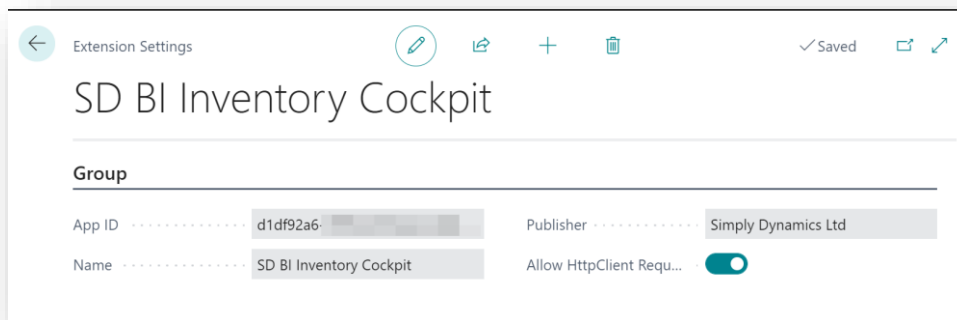 Extension Settings
Saved
SD BI Inventory Cockpit
Group
App ID d1df92a6- Publisher Simply Dynamics Ltd
Name SD BI Inventory Cockpit Allow HttpClient Requ...